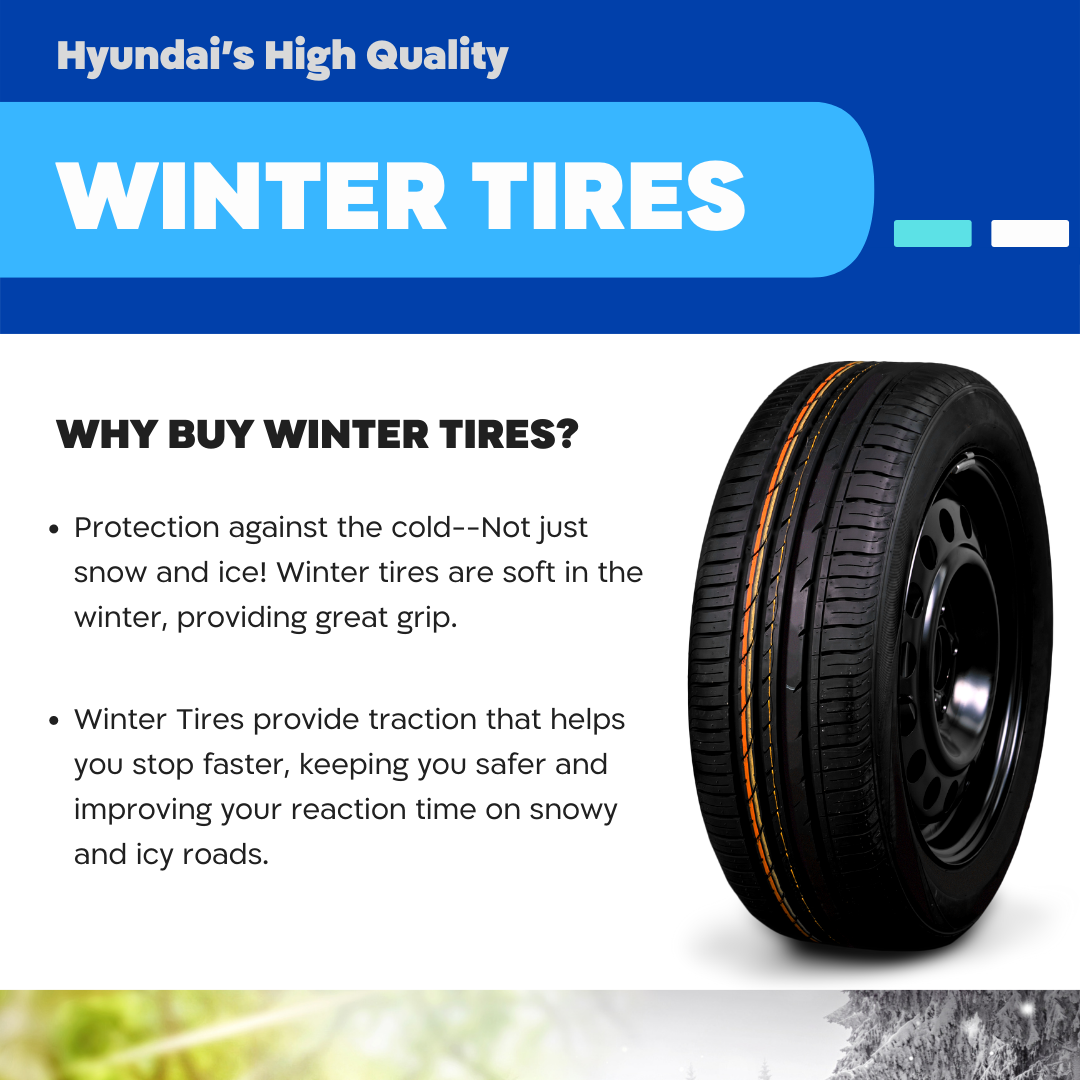 Hyundai's High Quality
WINTER TIRES
WHY BUY WINTER TIRES?
• Protection against the cold--Not just
snow and ice! Winter tires are soft in the
winter, providing great grip.
• Winter Tires provide traction that helps
you stop faster, keeping you safer and
improving your reaction time on snowy
and icy roads.